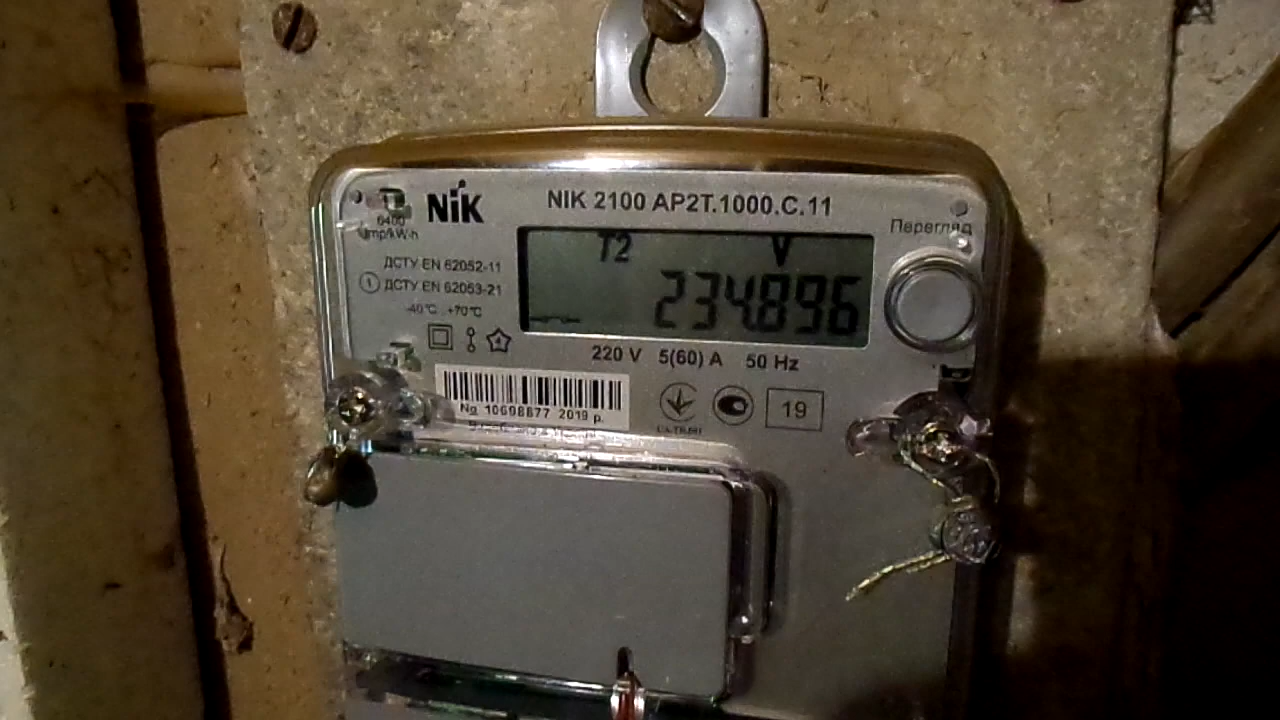 NiK
NIK 2100 AP2T.1000.C.11
6400
imp/kW·h
Перегляд
T2 V
234896
ДСТУ EN 62052-11
1 ДСТУ EN 62053-21
-40°C +70°C
220 V 5(60) A 50 Hz
№ 10698877 2019 р.
19